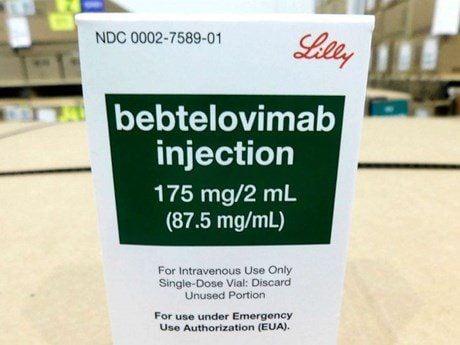 NDC 0002-7589-01
Lilly
bebtelovimab
injection
175 mg/2 mL
(87.5 mg/mL)
For Intravenous Use Only
Single-Dose Vial: Discard
Unused Portion
For use under Emergency
Use Authorization (EUA).